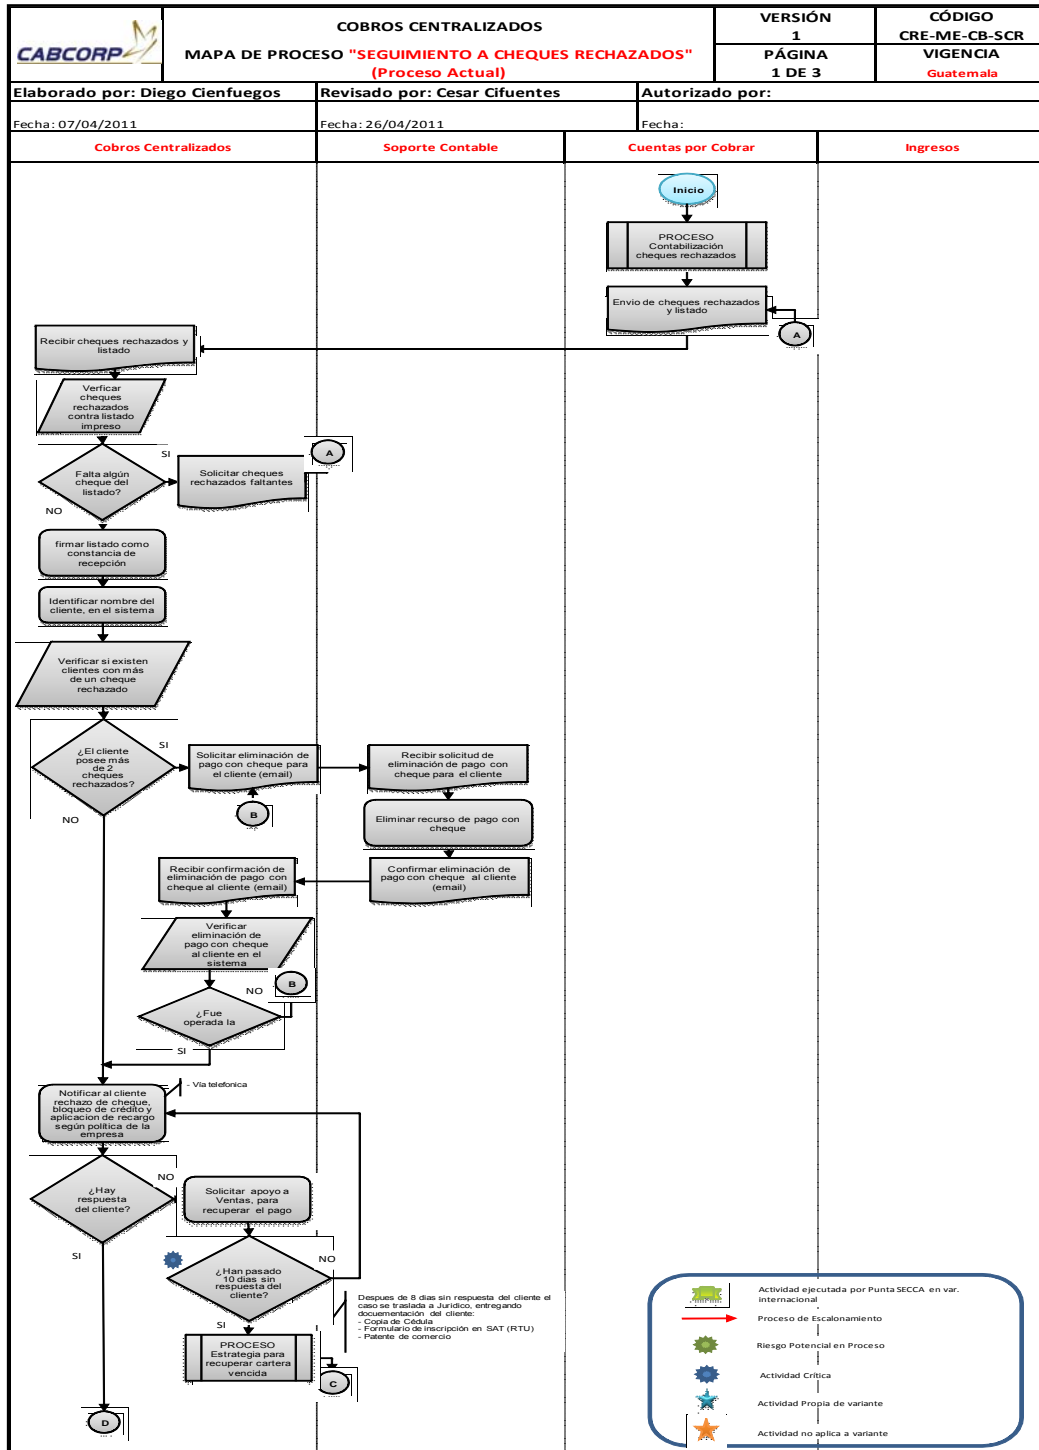 CABCORP
COBROS CENTRALIZADOS
MAPA DE PROCESO "SEGUIMIENTO A CHEQUES RECHAZADOS"
(Proceso Actual)
VERSIÓN
1
PÁGINA
1 DE 3
CÓDIGO
CRE-ME-CB-SCR
VIGENCIA
Guatemala
Elaborado por: Diego Cienfuegos
Revisado por: Cesar Cifuentes
Autorizado por:
Fecha: 07/04/2011
Fecha: 26/04/2011
Fecha:
Cobros Centralizados
Soporte Contable
Cuentas por Cobrar
Ingresos
Inicio
PROCESO
Contabilización
cheques rechazados
Envio de cheques rechazados
y listado
A
Recibir cheques rechazados y
listado
Verficar
cheques
rechazados
contra listado
impreso
Falta algún
cheque del
listado?
SI
NO
Solicitar cheques
rechazados faltantes
A
firmar listado como
constancia de
recepción
Identificar nombre del
cliente, en el sistema
Verificar si existen
clientes con más
de un cheque
rechazado
¿El cliente
posee más
de 2
cheques
rechazados?
SI
NO
Solicitar eliminación de
pago con cheque para
el cliente (email)
B
Recibir solicitud de
eliminación de pago con
cheque para el cliente
Eliminar recurso de pago con
cheque
Confirmar eliminación de
pago con cheque al cliente
(email)
Recibir confirmación de
eliminación de pago con
cheque al cliente (email)
Verificar
eliminación de
pago con cheque
al cliente en el
sistema
NO
B
¿Fue
operada la
SI
- Vía telefonica
Notificar al cliente
rechazo de cheque,
bloqueo de crédito y
aplicacion de recargo
según política de la
empresa
¿Hay
respuesta
del cliente?
NO
SI
Solicitar apoyo a
Ventas, para
recuperar el pago
¿Han pasado
10 dias sin
respuesta del
cliente?
NO
SI
Despues de 8 dias sin respuesta del cliente el
caso se traslada a Juridico, entregando
docuementación del cliente:
- Copia de Cédula
- Formulario de inscripción en SAT (RTU)
- Patente de comercio
PROCESO
Estrategia para
recuperar cartera
vencida
C
D
Actividad ejecutada por Punta SECCA en var.
internacional
Proceso de Escalonamiento
Riesgo Potencial en Proceso
Actividad Crítica
Actividad Propia de variante
Actividad no aplica a variante